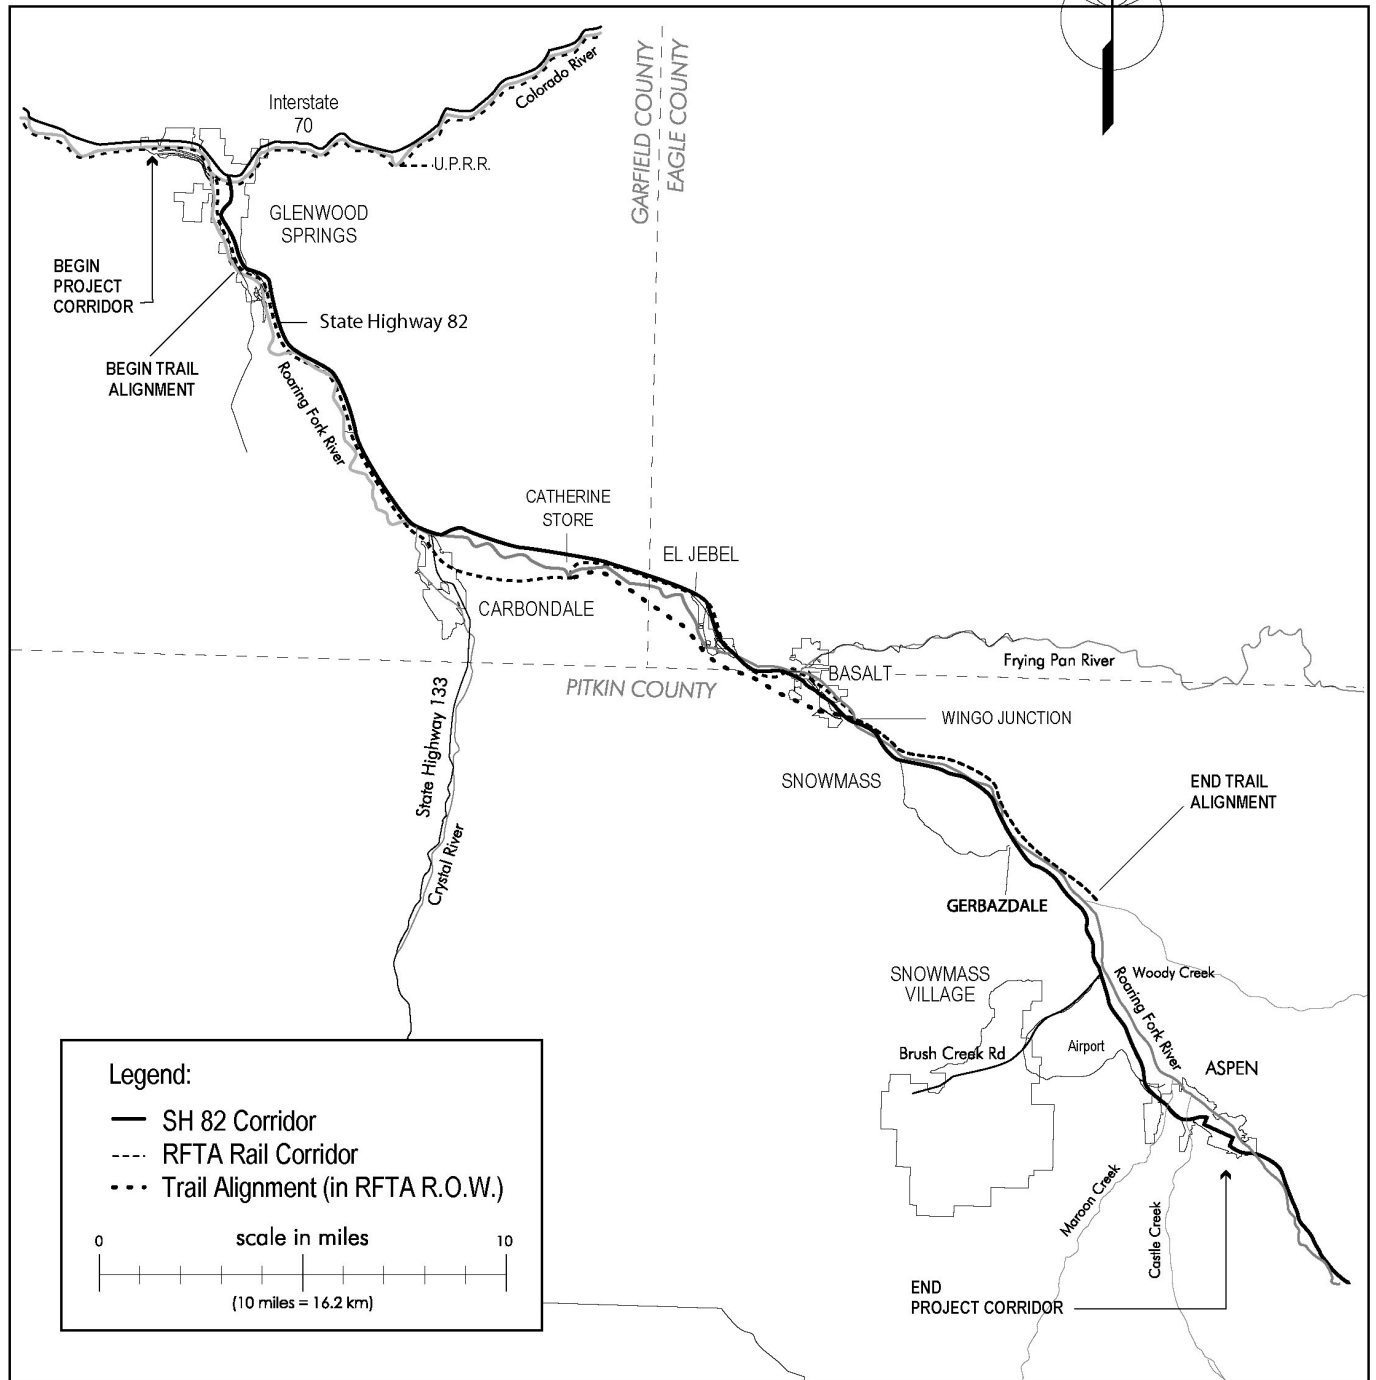 Colorado River
Interstate
70
U.P.R.R.
GARFIELD COUNTY
EAGLE COUNTY
GLENWOOD
SPRINGS
BEGIN
PROJECT
CORRIDOR
State Highway 82
BEGIN TRAIL
ALIGNMENT
Roaring Fork River
CATHERINE
STORE
EL JEBEL
CARBONDALE
Frying Pan River
BASALT
PITKIN COUNTY
WINGO JUNCTION
State Highway 133
SNOWMASS
END TRAIL
ALIGNMENT
Crystal River
GERBAZDALE
SNOWMASS
VILLAGE
Woody Creek
Roaring Fork River
Brush Creek Rd
Airport
ASPEN
Maroon Creek
Castle Creek
END
PROJECT CORRIDOR
Legend:
SH 82 Corridor
RFTA Rail Corridor
Trail Alignment (in RFTA R.O.W.)
0 scale in miles 10
(10 miles = 16.2 km)